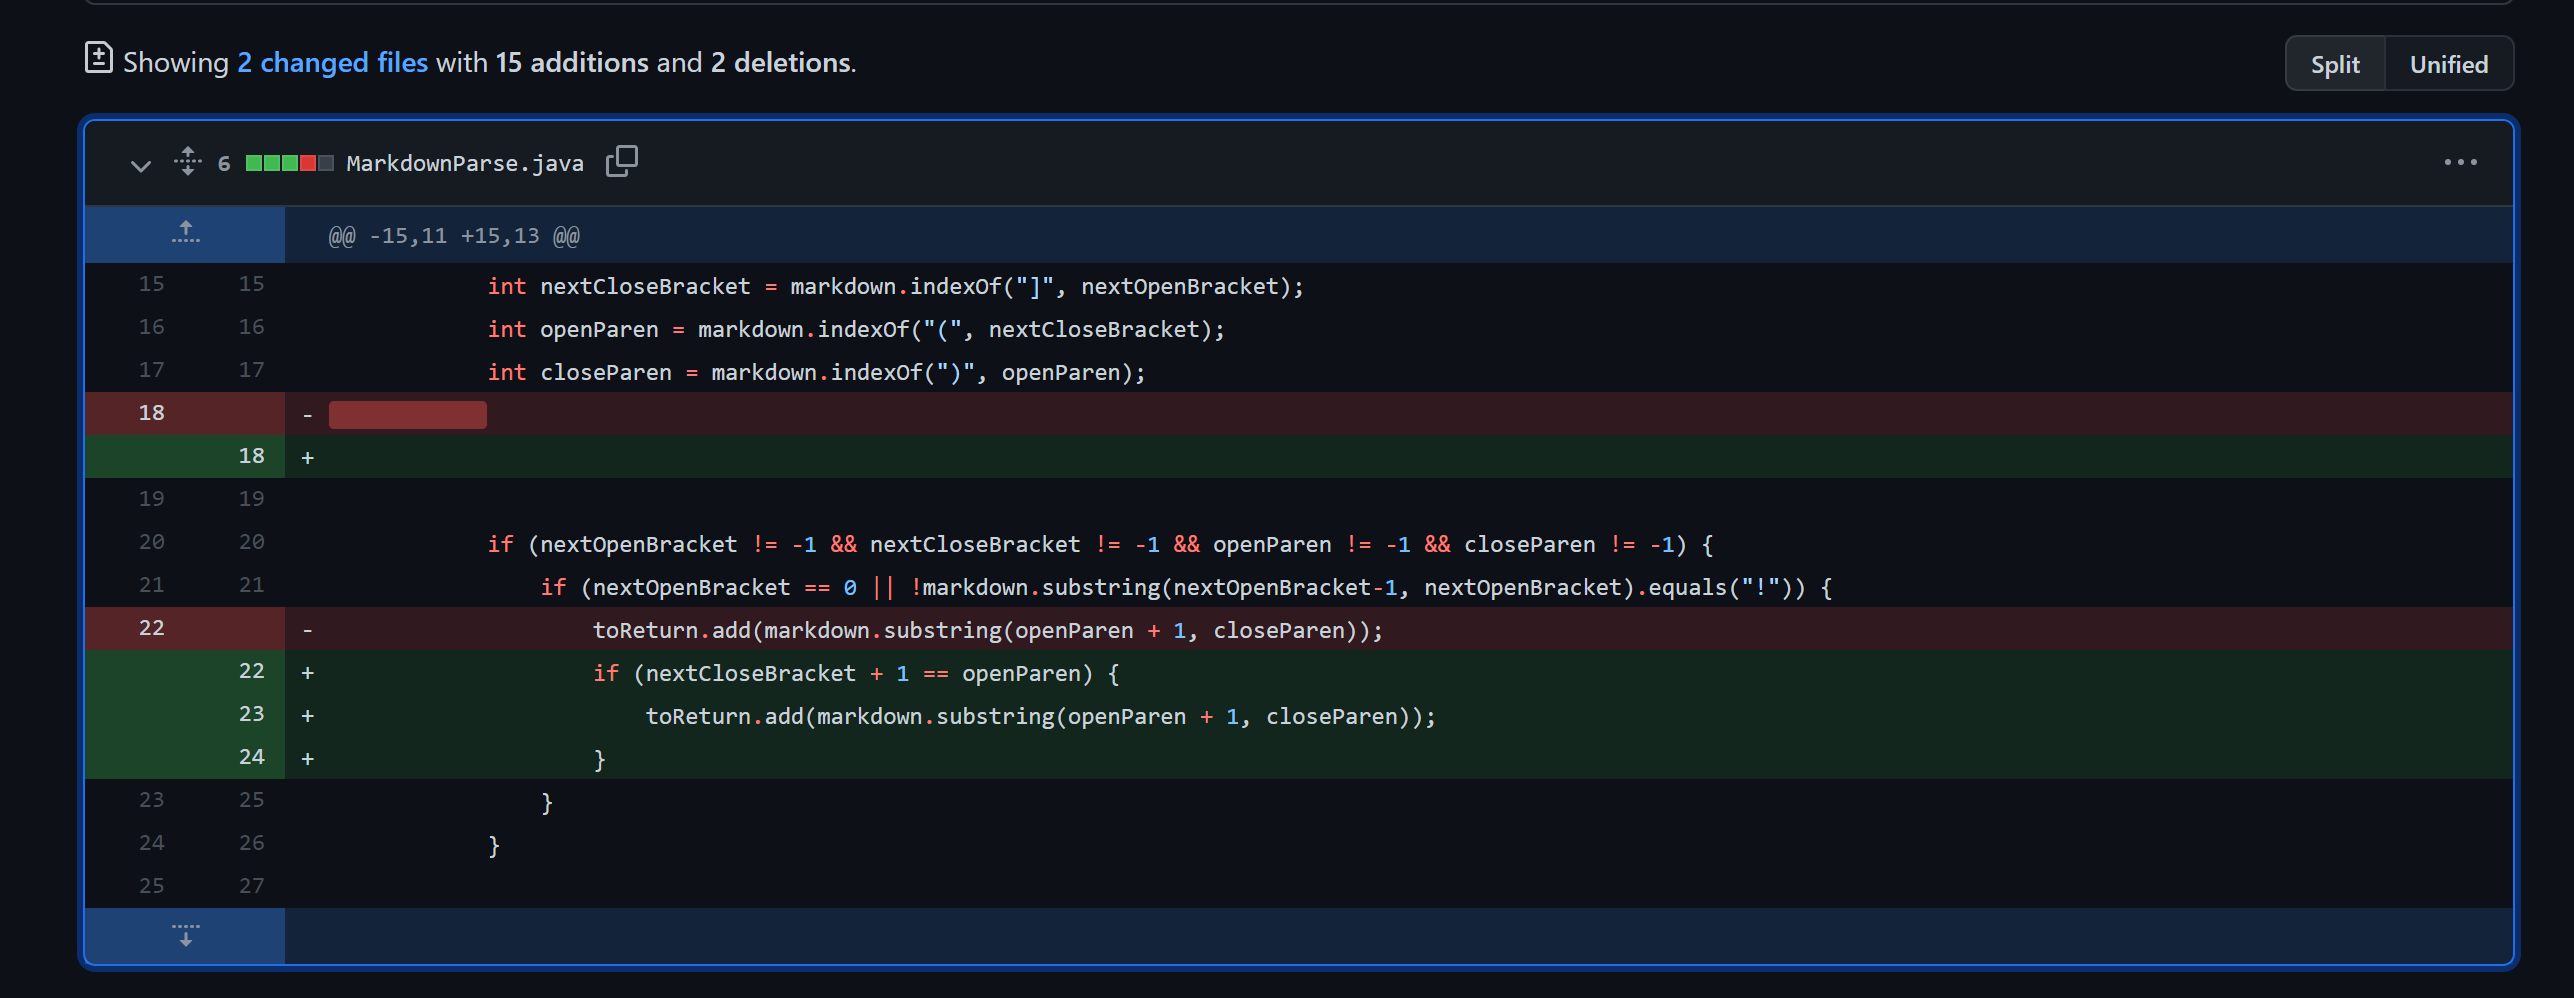 Showing 2 changed files with 15 additions and 2 deletions.
Split Unified
6 MarkdownParse.java
@@ -15,11 +15,13 @@
15 15 int nextCloseBracket = markdown.indexOf("]", nextOpenBracket);
16 16 int openParen = markdown.indexOf("(", nextCloseBracket);
17 17 int closeParen = markdown.indexOf(")", openParen);
18 -
18 +
19 19
20 20 if (nextOpenBracket != -1 && nextCloseBracket != -1 && openParen != -1 && closeParen != -1) {
21 21 if (nextOpenBracket == 0 || !markdown.substring(nextOpenBracket-1, nextOpenBracket).equals("!")) {
22 - toReturn.add(markdown.substring(openParen + 1, closeParen));
22 + if (nextCloseBracket + 1 == openParen) {
23 + toReturn.add(markdown.substring(openParen + 1, closeParen));
24 + }
23 25 }
24 26 }
25 27